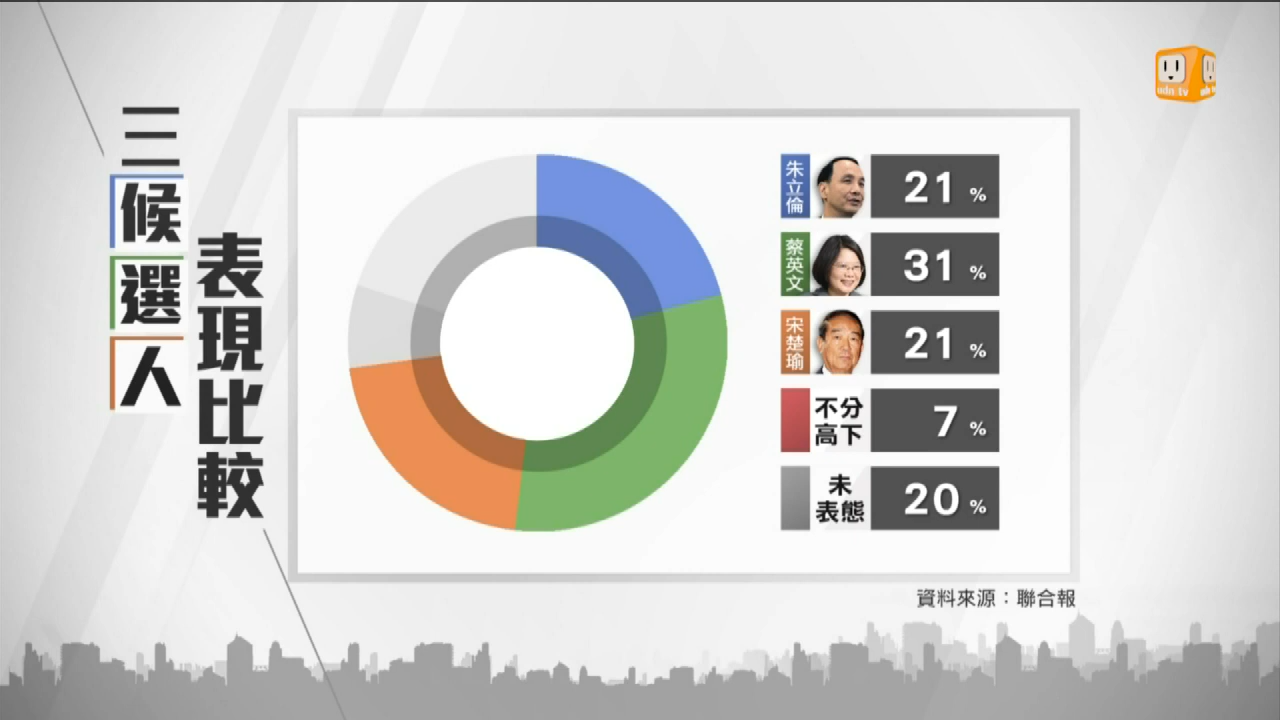 三候選人
表現比較
udn tv
朱立倫 21 %
蔡英文 31 %
宋楚瑜 21 %
不分
高下 7 %
未
表態 20 %
資料來源：聯合報